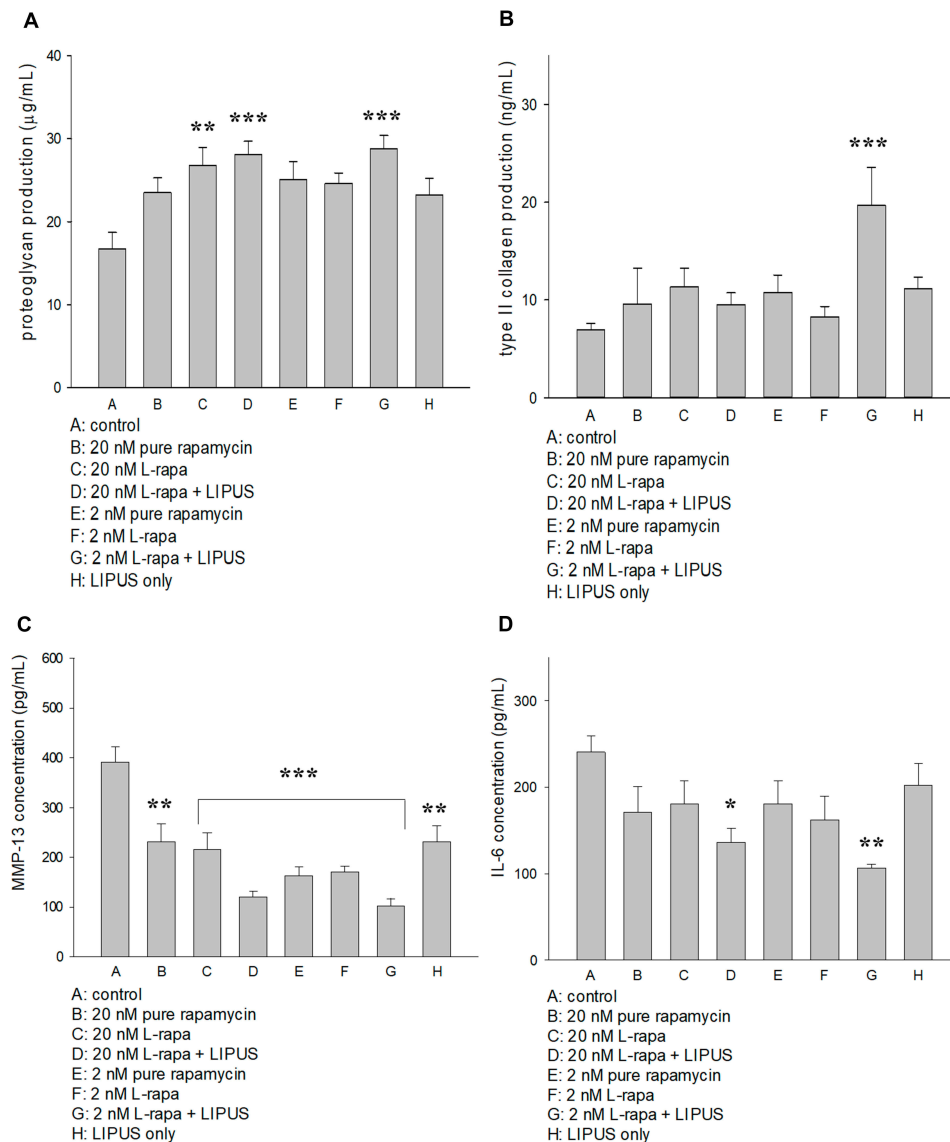 A
proteoglycan production (µg/mL)
40
30
20
10
0
** *** ***
A B C D E F G H
A: control
B: 20 nM pure rapamycin
C: 20 nM L-rapa
D: 20 nM L-rapa + LIPUS
E: 2 nM pure rapamycin
F: 2 nM L-rapa
G: 2 nM L-rapa + LIPUS
H: LIPUS only
B
type II collagen production (ng/mL)
30
20
10
0
***
A B C D E F G H
A: control
B: 20 nM pure rapamycin
C: 20 nM L-rapa
D: 20 nM L-rapa + LIPUS
E: 2 nM pure rapamycin
F: 2 nM L-rapa
G: 2 nM L-rapa + LIPUS
H: LIPUS only
C
MMP-13 concentration (pg/mL)
600
500
400
300
200
100
0
***
** **
A B C D E F G H
A: control
B: 20 nM pure rapamycin
C: 20 nM L-rapa
D: 20 nM L-rapa + LIPUS
E: 2 nM pure rapamycin
F: 2 nM L-rapa
G: 2 nM L-rapa + LIPUS
H: LIPUS only
D
IL-6 concentration (pg/mL)
300
200
100
0
* **
A B C D E F G H
A: control
B: 20 nM pure rapamycin
C: 20 nM L-rapa
D: 20 nM L-rapa + LIPUS
E: 2 nM pure rapamycin
F: 2 nM L-rapa
G: 2 nM L-rapa + LIPUS
H: LIPUS only